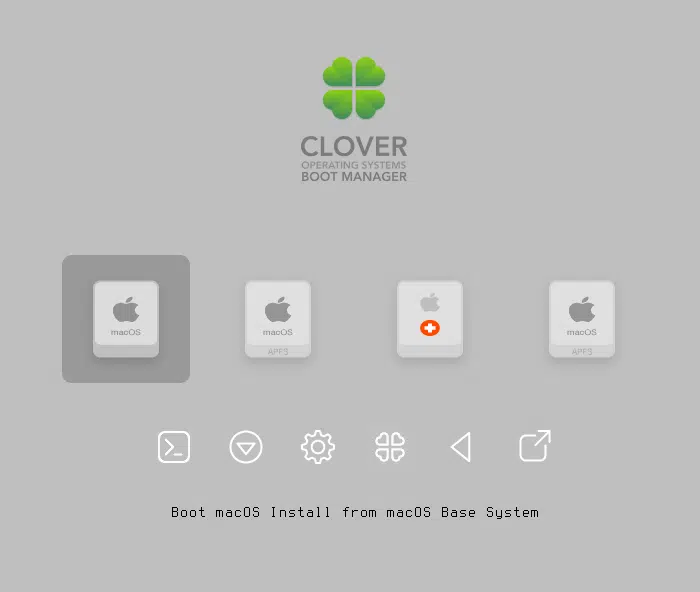 CLOVER
OPERATING SYSTEMS
BOOT MANAGER
macOS
macOS
APFS
macOS
APFS
Boot macOS Install from macOS Base System